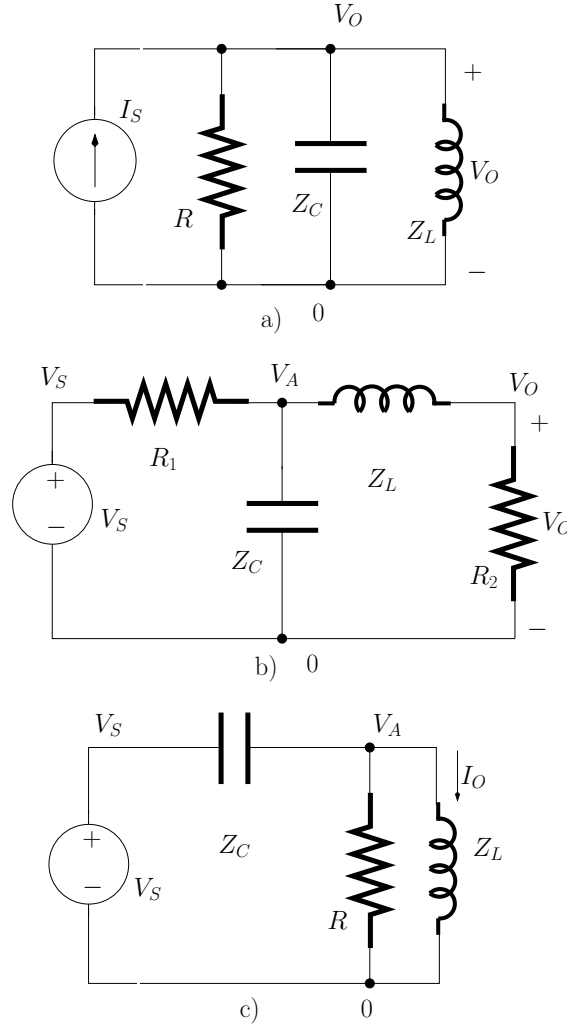 V_O
+
I_S
R
Z_C
V_O
Z_L
−
a) 0
V_S
V_A
V_O
+
R_1
Z_L
+
−
V_S
Z_C
R_2
V_O
−
b) 0
V_S
V_A
I_O
+
−
V_S
Z_C
R
Z_L
c) 0